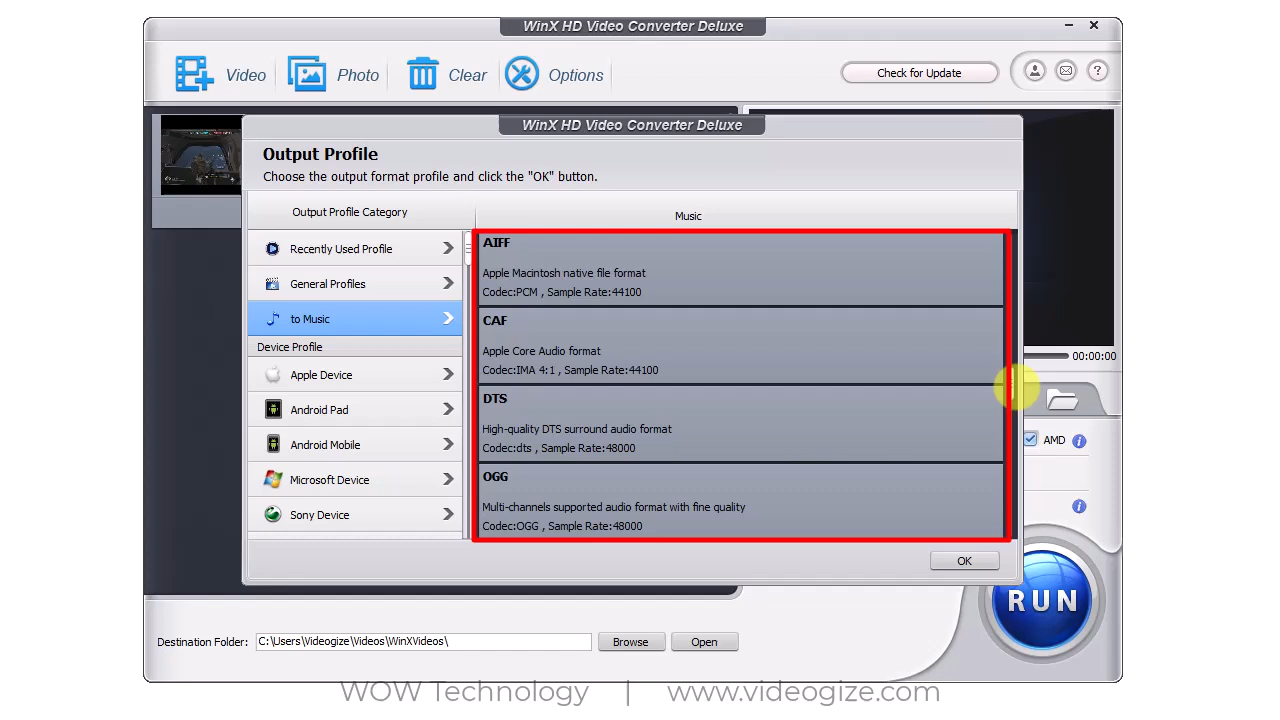 WinX HD Video Converter Deluxe
Video
Photo
Clear
Options
Check for Update
?
WinX HD Video Converter Deluxe
Output Profile
Choose the output format profile and click the "OK" button.
Output Profile Category
Music
Recently Used Profile
General Profiles
to Music
Device Profile
Apple Device
Android Pad
Android Mobile
Microsoft Device
Sony Device
AIFF
Apple Macintosh native file format
Codec:PCM , Sample Rate:44100
CAF
Apple Core Audio format
Codec:IMA 4:1 , Sample Rate:44100
DTS
High-quality DTS surround audio format
Codec:dts , Sample Rate:48000
OGG
Multi-channels supported audio format with fine quality
Codec:OGG , Sample Rate:48000
OK
00:00:00
AMD
i
i
RUN
Destination Folder:
C:\Users\Videogize\Videos\WinXVideos\
Browse
Open
WOW Technology | www.videogize.com